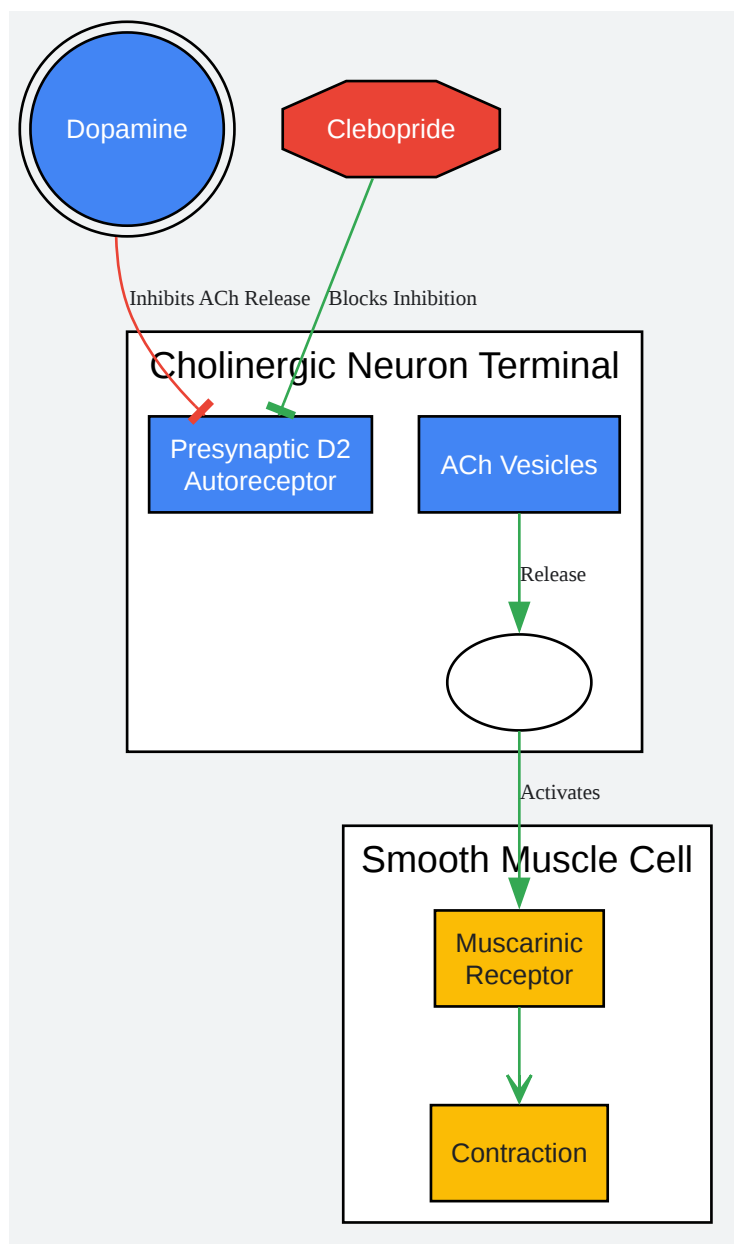 Dopamine
Clebopride
Inhibits ACh Release
Blocks Inhibition
Cholinergic Neuron Terminal
Presynaptic D2
Autoreceptor
ACh Vesicles
Release
Activates
Smooth Muscle Cell
Muscarinic
Receptor
Contraction